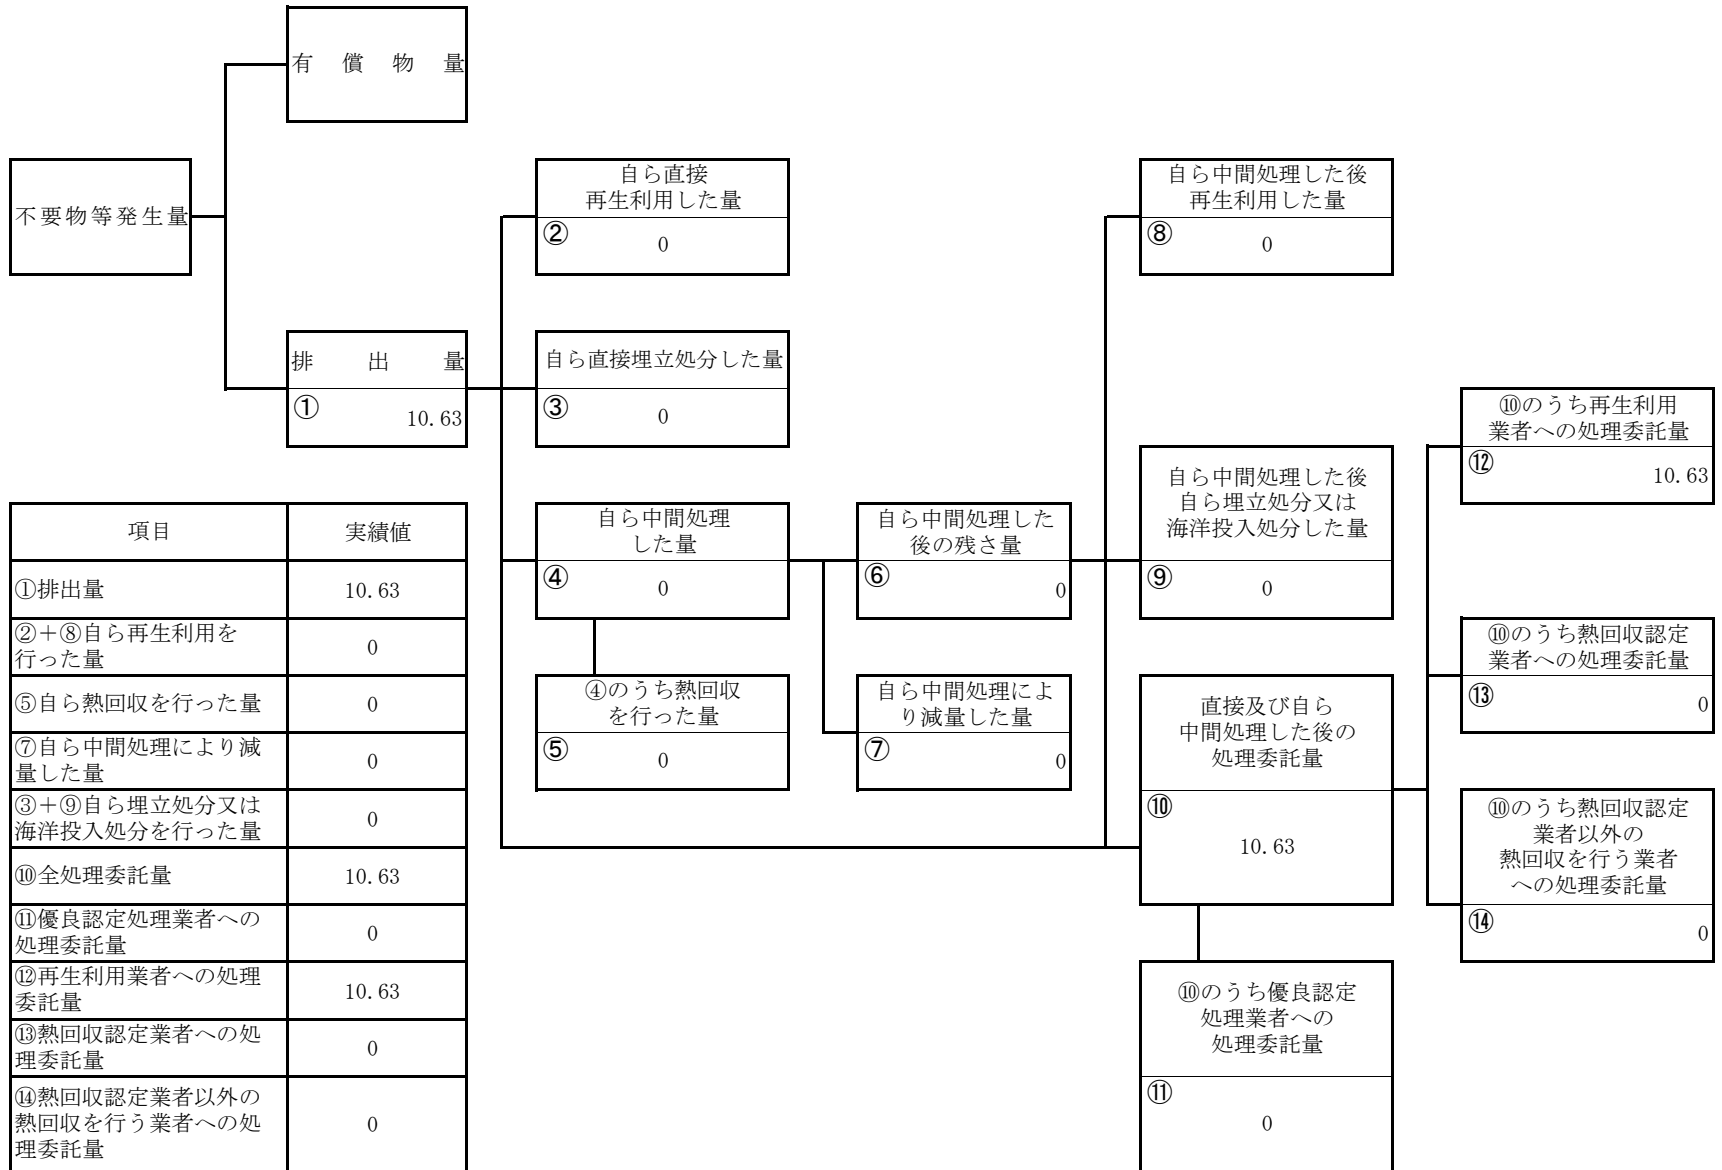 有償物量
不要物等発生量
排出量
①
10.63
自ら直接
再生利用した量
②
0
自ら直接埋立処分した量
③
0
自ら中間処理
した量
④
0
④のうち熱回収
を行った量
⑤
0
自ら中間処理した
後の残さ量
⑥
0
自ら中間処理によ
り減量した量
⑦
0
自ら中間処理した後
再生利用した量
⑧
0
自ら中間処理した後
自ら埋立処分又は
海洋投入処分した量
⑨
0
直接及び自ら
中間処理した後の
処理委託量
⑩
10.63
⑩のうち優良認定
処理業者への
処理委託量
⑪
0
⑩のうち再生利用
業者への処理委託量
⑫
10.63
⑩のうち熱回収認定
業者への処理委託量
⑬
0
⑩のうち熱回収認定
業者以外の
熱回収を行う業者
への処理委託量
⑭
0
項目 実績値
①排出量 10.63
②＋⑧自ら再生利用を
行った量 0
⑤自ら熱回収を行った量 0
⑦自ら中間処理により減
量した量 0
③＋⑨自ら埋立処分又は
海洋投入処分を行った量 0
⑩全処理委託量 10.63
⑪優良認定処理業者への
処理委託量 0
⑫再生利用業者への処理
委託量 10.63
⑬熱回収認定業者への処
理委託量 0
⑭熱回収認定業者以外の
熱回収を行う業者への処
理委託量 0